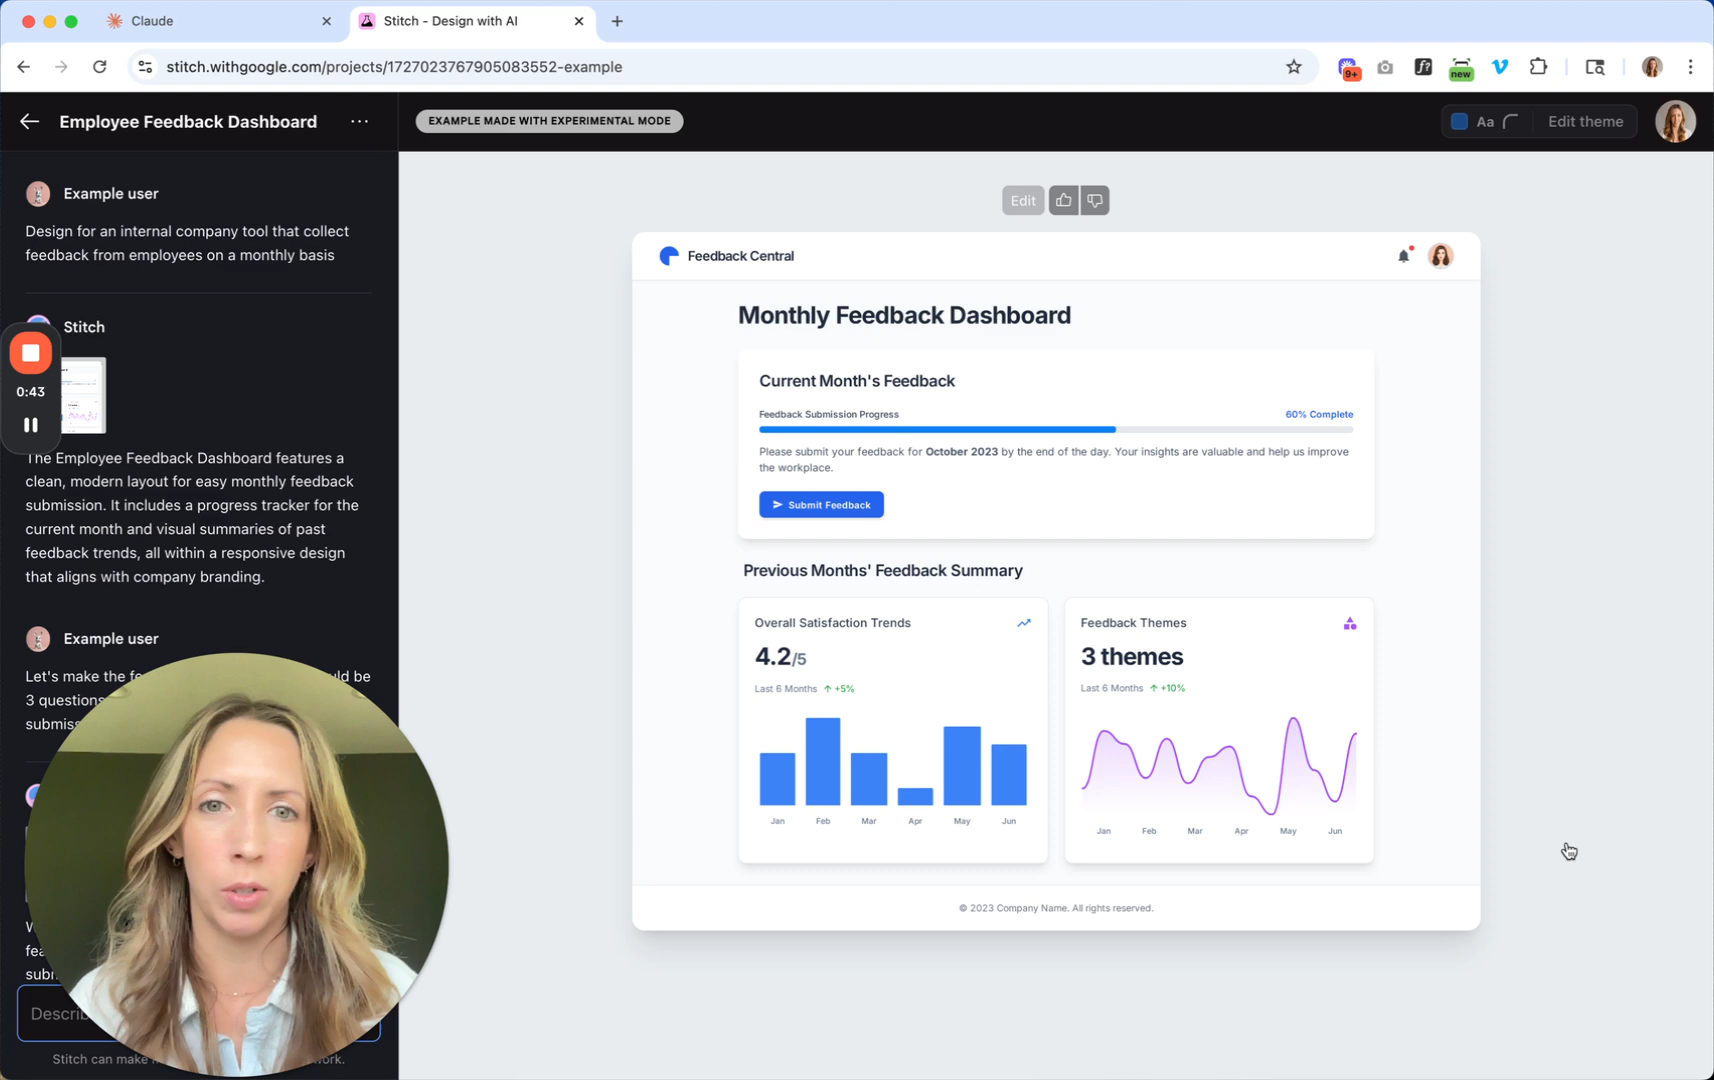 Claude
Stitch - Design with AI
stitch.withgoogle.com/projects/1727023767905083552-example
9+
new
Employee Feedback Dashboard
EXAMPLE MADE WITH EXPERIMENTAL MODE
Aa
Edit theme
Example user
Design for an internal company tool that collect
feedback from employees on a monthly basis
Stitch
0:43
The Employee Feedback Dashboard features a
clean, modern layout for easy monthly feedback
submission. It includes a progress tracker for the
current month and visual summaries of past
feedback trends, all within a responsive design
that aligns with company branding.
Example user
Let's make the
be
3 questions
Stitch can make
Edit
Feedback Central
Monthly Feedback Dashboard
Current Month's Feedback
Feedback Submission Progress
60% Complete
Please submit your feedback for October 2023 by the end of the day. Your insights are valuable and help us improve
the workplace.
Submit Feedback
Previous Months' Feedback Summary
Overall Satisfaction Trends
4.2/5
Last 6 Months ↑ +5%
Jan Feb Mar Apr May Jun
Feedback Themes
3 themes
Last 6 Months ↑ +10%
Jan Feb Mar Apr May Jun
© 2023 Company Name. All rights reserved.